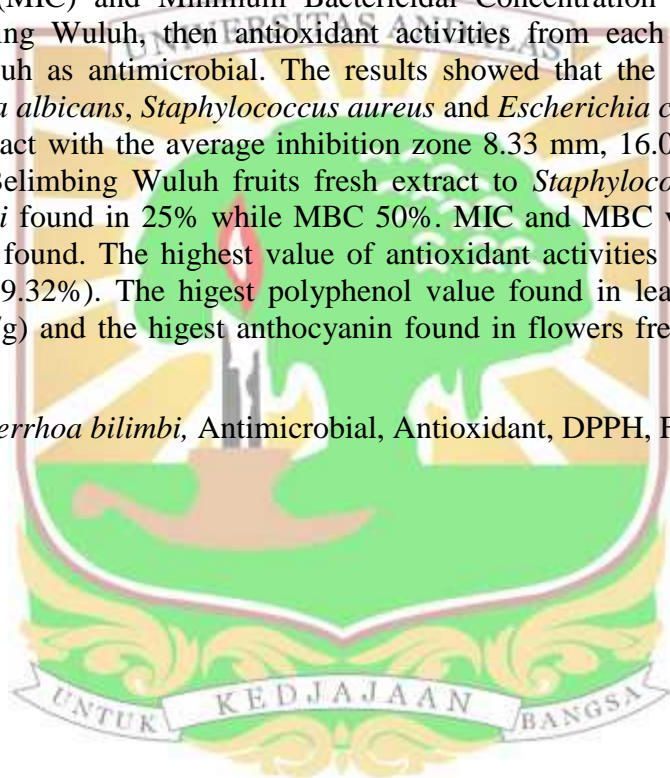 (MIC) and Minimum Bactericidal Concentration
ing Wuluh, then antioxidant activities from each
uh as antimicrobial. The results showed that the
a albicans, Staphylococcus aureus and Escherichia c
act with the average inhibition zone 8.33 mm, 16.0
Belimbing Wuluh fruits fresh extract to Staphyloco
i found in 25% while MBC 50%. MIC and MBC v
found. The highest value of antioxidant activities
9.32%). The higest polyphenol value found in lea
/g) and the higest anthocyanin found in flowers fre
errhoa bilimbi, Antimicrobial, Antioxidant, DPPH, F
UNIVERSITAS ANDALAS
UNTUK KEDJAJAAN BANGSA